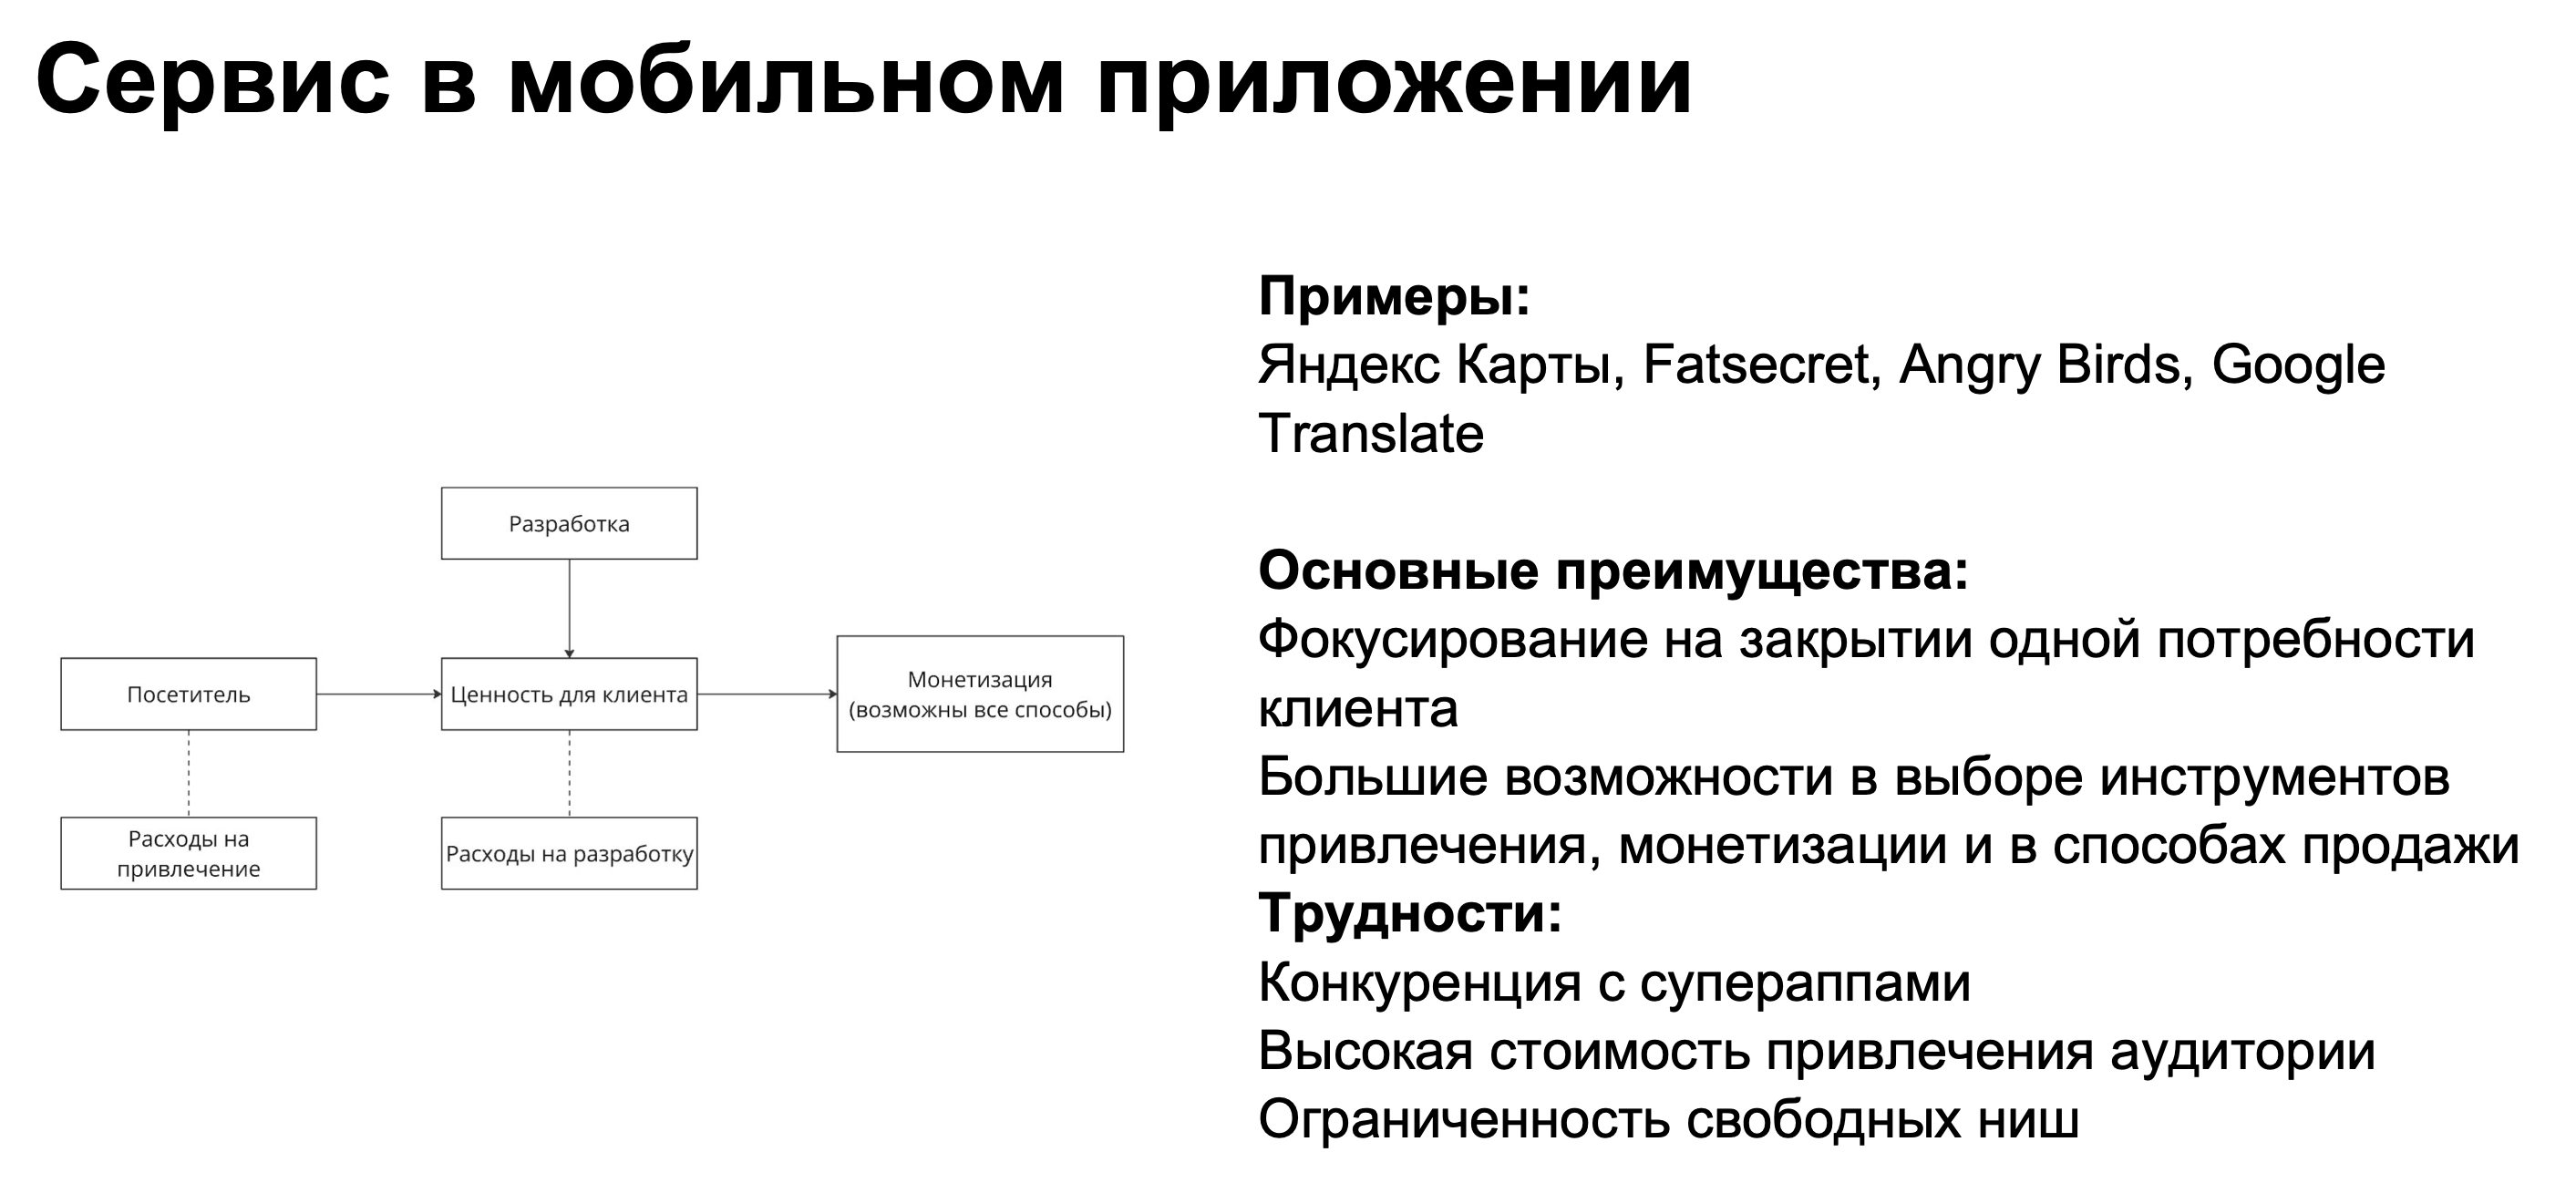 Сервис в мобильном приложении
Разработка
Посетитель
Ценность для клиента
Монетизация
(возможны все способы)
Расходы на
привлечение
Расходы на разработку
Примеры:
Яндекс Карты, Fatsecret, Angry Birds, Google
Translate
Основные преимущества:
Фокусирование на закрытии одной потребности
клиента
Большие возможности в выборе инструментов
привлечения, монетизации и в способах продажи
Трудности:
Конкуренция с супераппами
Высокая стоимость привлечения аудитории
Ограниченность свободных ниш